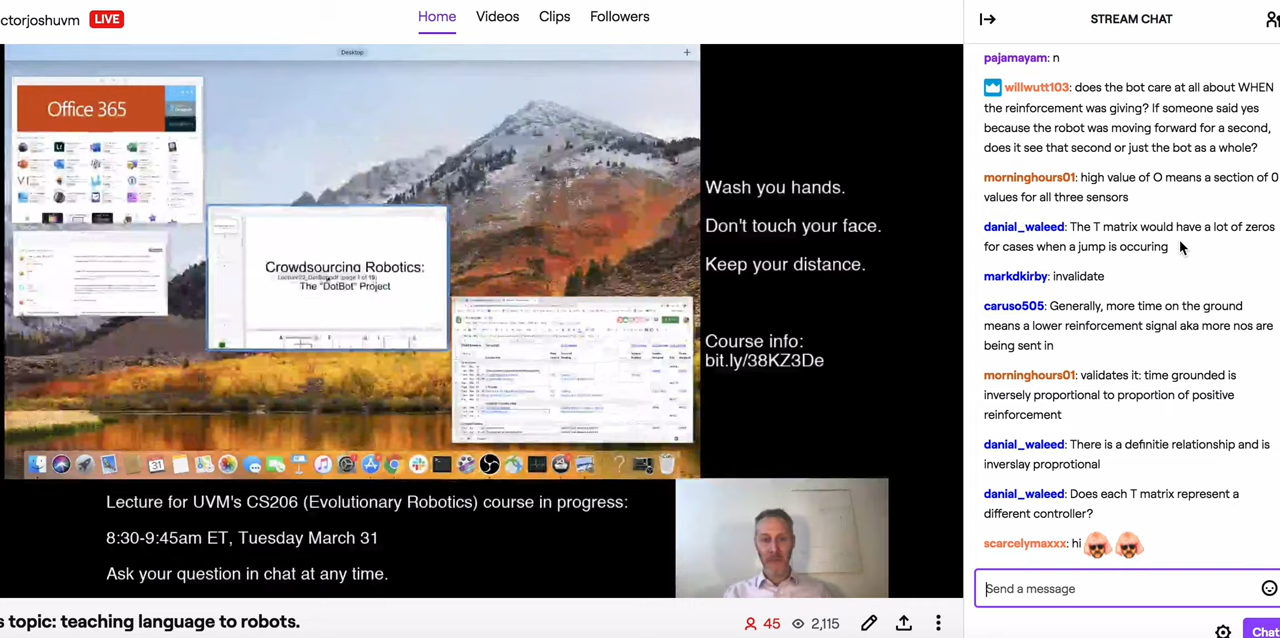 ctorjoshuvm LIVE
Home Videos Clips Followers
STREAM CHAT
Desktop
Office 365
Crowdsourcing Robotics:
The "DotBot" Project
Wash you hands.
Don't touch your face.
Keep your distance.
Course info:
bit.ly/38KZ3De
Lecture for UVM's CS206 (Evolutionary Robotics) course in progress:
8:30-9:45am ET, Tuesday March 31
Ask your question in chat at any time.
s topic: teaching language to robots.
45 2,115
pajamayam: n
willwutt103: does the bot care at all about WHEN
the reinforcement was giving? If someone said yes
because the robot was moving forward for a second,
does it see that second or just the bot as a whole?
morninghours01: high value of O means a section of 0
values for all three sensors
danial_waleed: The T matrix would have a lot of zeros
for cases when a jump is occuring
markdkirby: invalidate
caruso505: Generally, more time on the ground
means a lower reinforcement signal aka more nos are
being sent in
morninghours01: validates it: time grounded is
inversely proportional to proportion of positive
reinforcement
danial_waleed: There is a definitie relationship and is
inverslay proprotional
danial_waleed: Does each T matrix represent a
different controller?
scarcelymaxxx: hi
Send a message
Chat